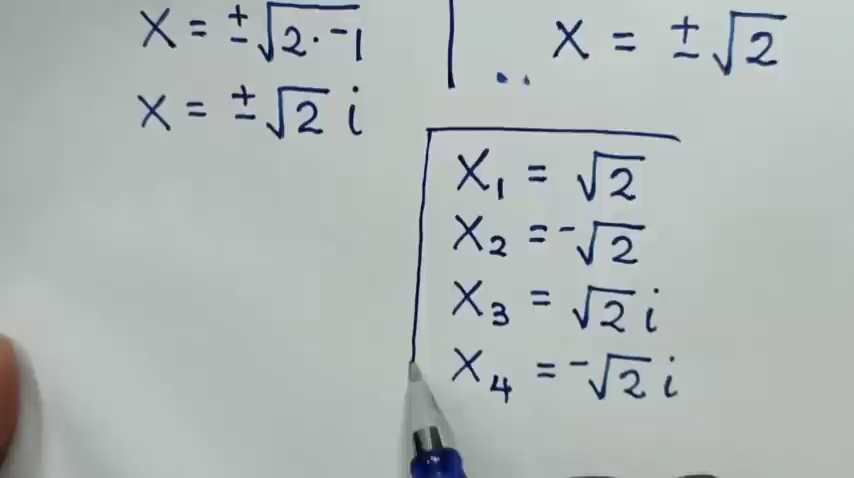 x = ±√2·-1
x = ±√2 i
x = ±√2
x₁ = √2
x₂ = -√2
x₃ = √2 i
x₄ = -√2 i